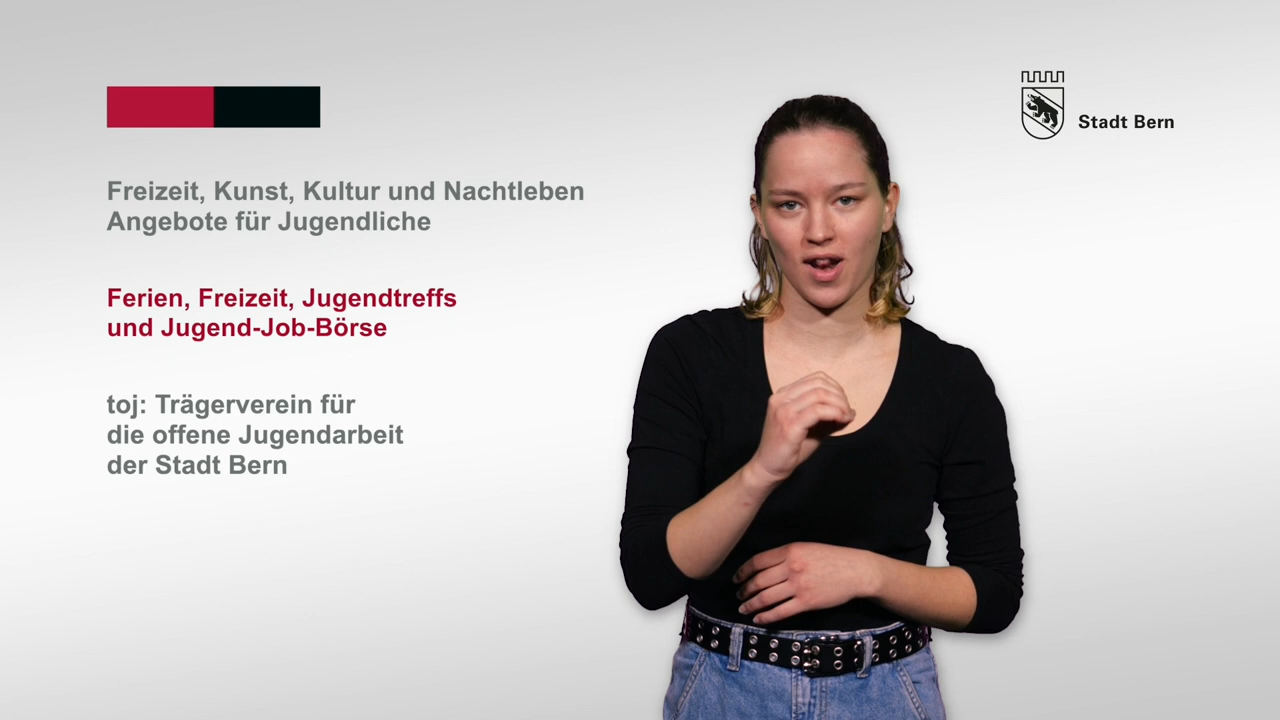 Freizeit, Kunst, Kultur und Nachtleben
Angebote für Jugendliche
Ferien, Freizeit, Jugendtreffs
und Jugend-Job-Börse
toj: Trägerverein für
die offene Jugendarbeit
der Stadt Bern
Stadt Bern